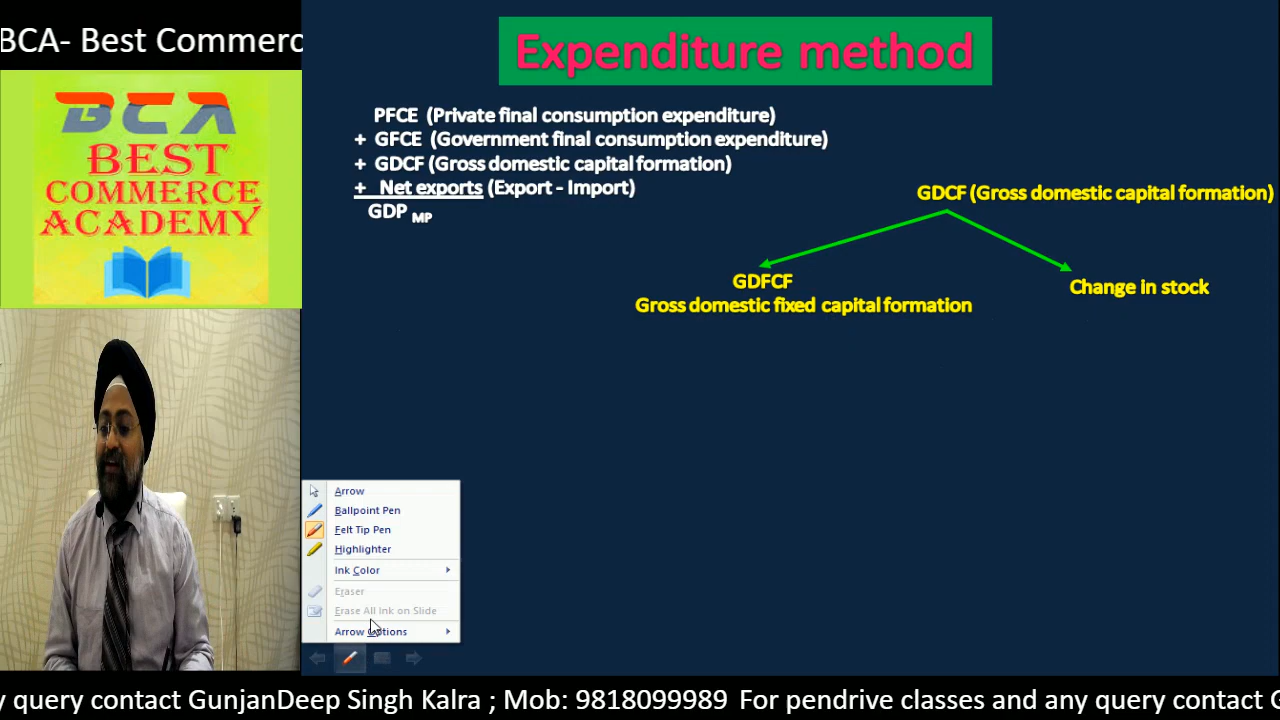 BCA- Best Commerc
BCA
BEST
COMMERCE
ACADEMY
Expenditure method
PFCE (Private final consumption expenditure)
+ GFCE (Government final consumption expenditure)
+ GDCF (Gross domestic capital formation)
+ Net exports (Export - Import)
GDP MP
GDCF (Gross domestic capital formation)
GDFCF
Gross domestic fixed capital formation
Change in stock
Arrow
Ballpoint Pen
Felt Tip Pen
Highlighter
Ink Color
Eraser
Erase All Ink on Slide
Arrow Options
y query contact GunjanDeep Singh Kalra ; Mob: 9818099989 For pendrive classes and any query contact G